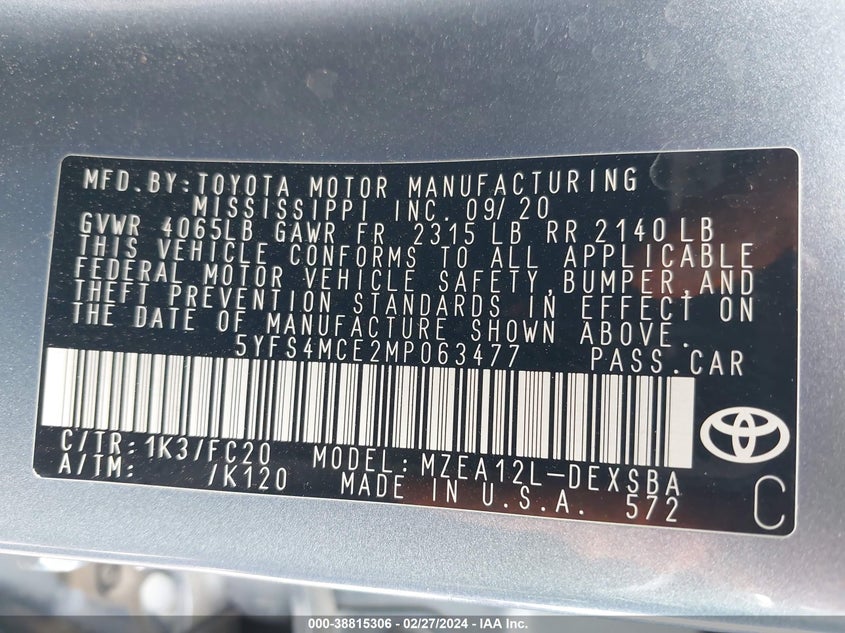 MFD.BY:TOYOTA MOTOR MANUFACTURING
MISSISSIPPI INC. 09/20
GVWR 4065LB GAWR FR 2315 LB RR 2140 LB
THIS VEHICLE CONFORMS TO ALL APPLICABLE
FEDERAL MOTOR VEHICLE SAFETY,BUMPER,AND
THEFT PREVENTION STANDARDS IN EFFECT ON
THE DATE OF MANUFACTURE SHOWN ABOVE.
5YFS4MCE2MP063477 PASS.CAR
C/TR: 1K3/FC20 MODEL: MZEA12L-DEXSBA
A/TM: /K120 MADE IN U.S.A. 572
C
000-38815306 - 02/27/2024 - IAA Inc.